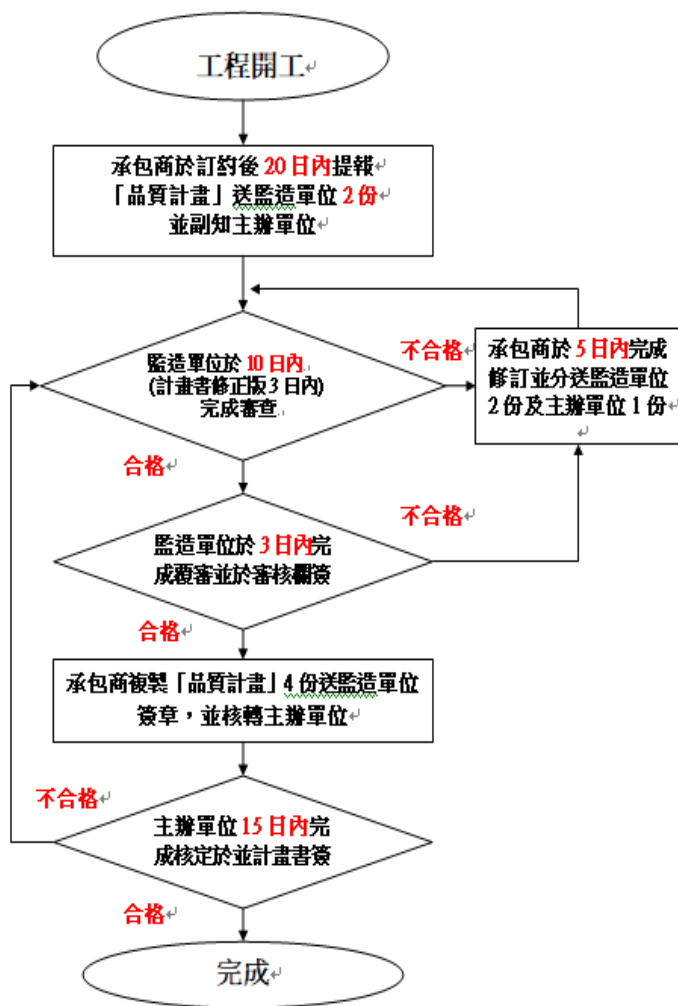 工程開工
承包商於訂約後 20 日內提報
「品質計畫」送監造單位 2 份
並副知主辦單位
監造單位於 10 日內
(計畫書修正版 3 日內)
完成審查
不合格
承包商於 5 日內完成
修訂並分送監造單位
2 份及主辦單位 1 份
合格
監造單位於 3 日內完
成覆審並於審核欄簽
不合格
合格
承包商複製「品質計畫」4 份送監造單位
簽章，並核轉主辦單位
不合格
主辦單位 15 日內完
成核定於並計畫書簽
合格
完成